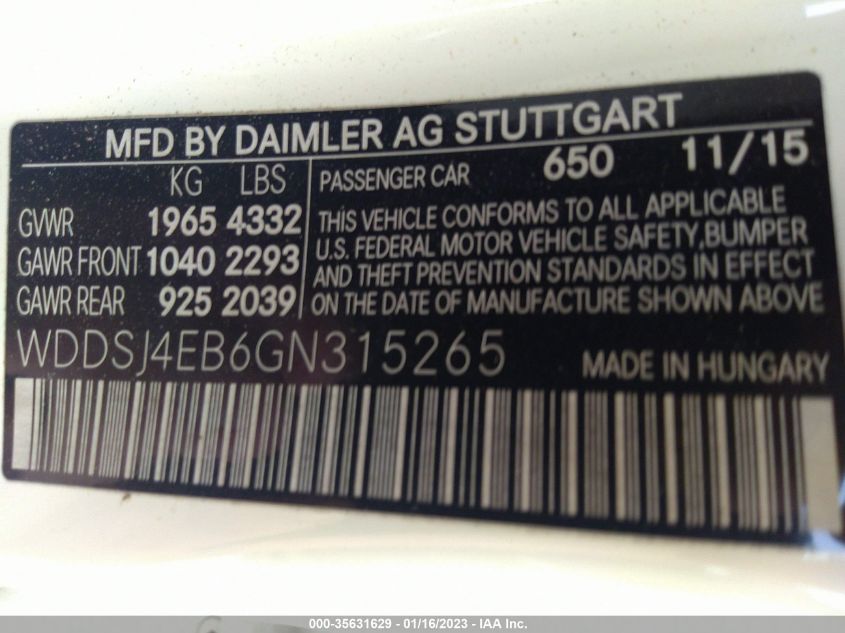 MFD BY DAIMLER AG STUTTGART
KG LBS PASSENGER CAR 650 11/15
GVWR 1965 4332 THIS VEHICLE CONFORMS TO ALL APPLICABLE
GAWR FRONT 1040 2293 U.S. FEDERAL MOTOR VEHICLE SAFETY, BUMPER
AND THEFT PREVENTION STANDARDS IN EFFECT
GAWR REAR 925 2039 ON THE DATE OF MANUFACTURE SHOWN ABOVE
WDDSJ4EB6GN315265 MADE IN HUNGARY
000-35631629 - 01/16/2023 - IAA Inc.